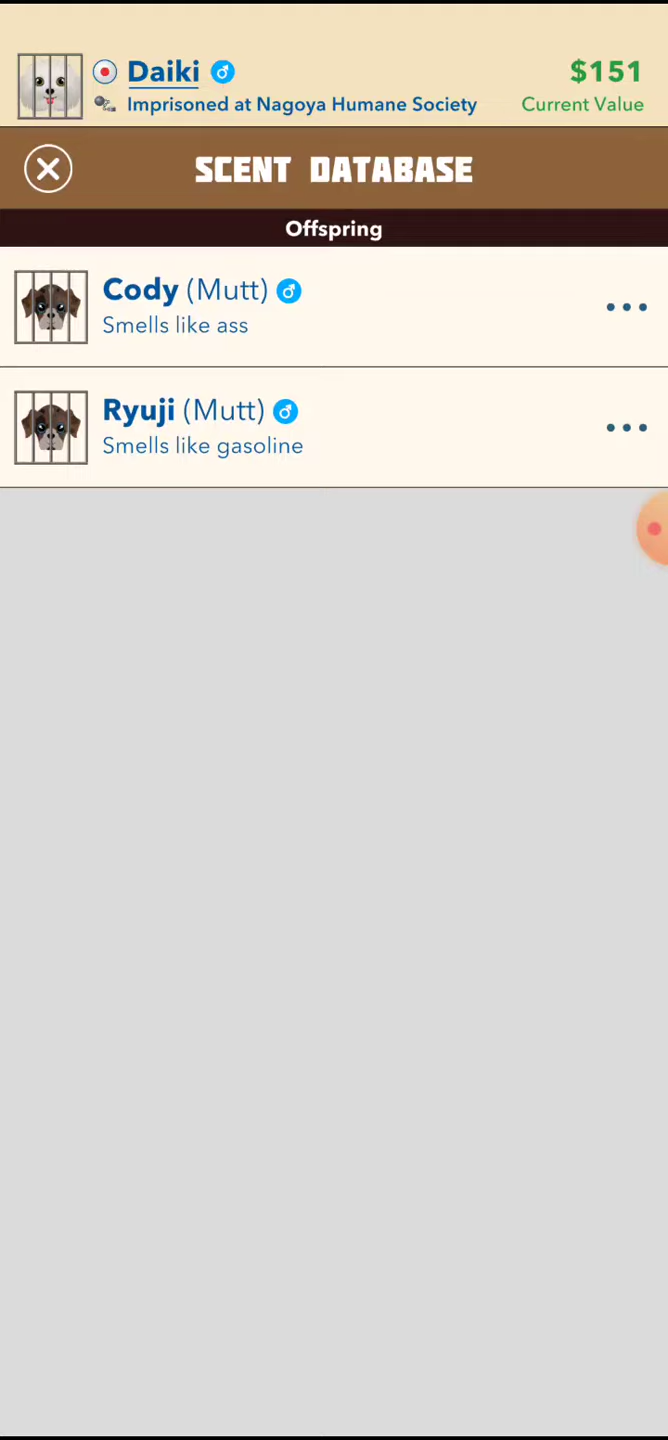 Daiki
$151
Imprisoned at Nagoya Humane Society
Current Value
SCENT DATABASE
Offspring
Cody (Mutt)
Smells like ass
Ryuji (Mutt)
Smells like gasoline